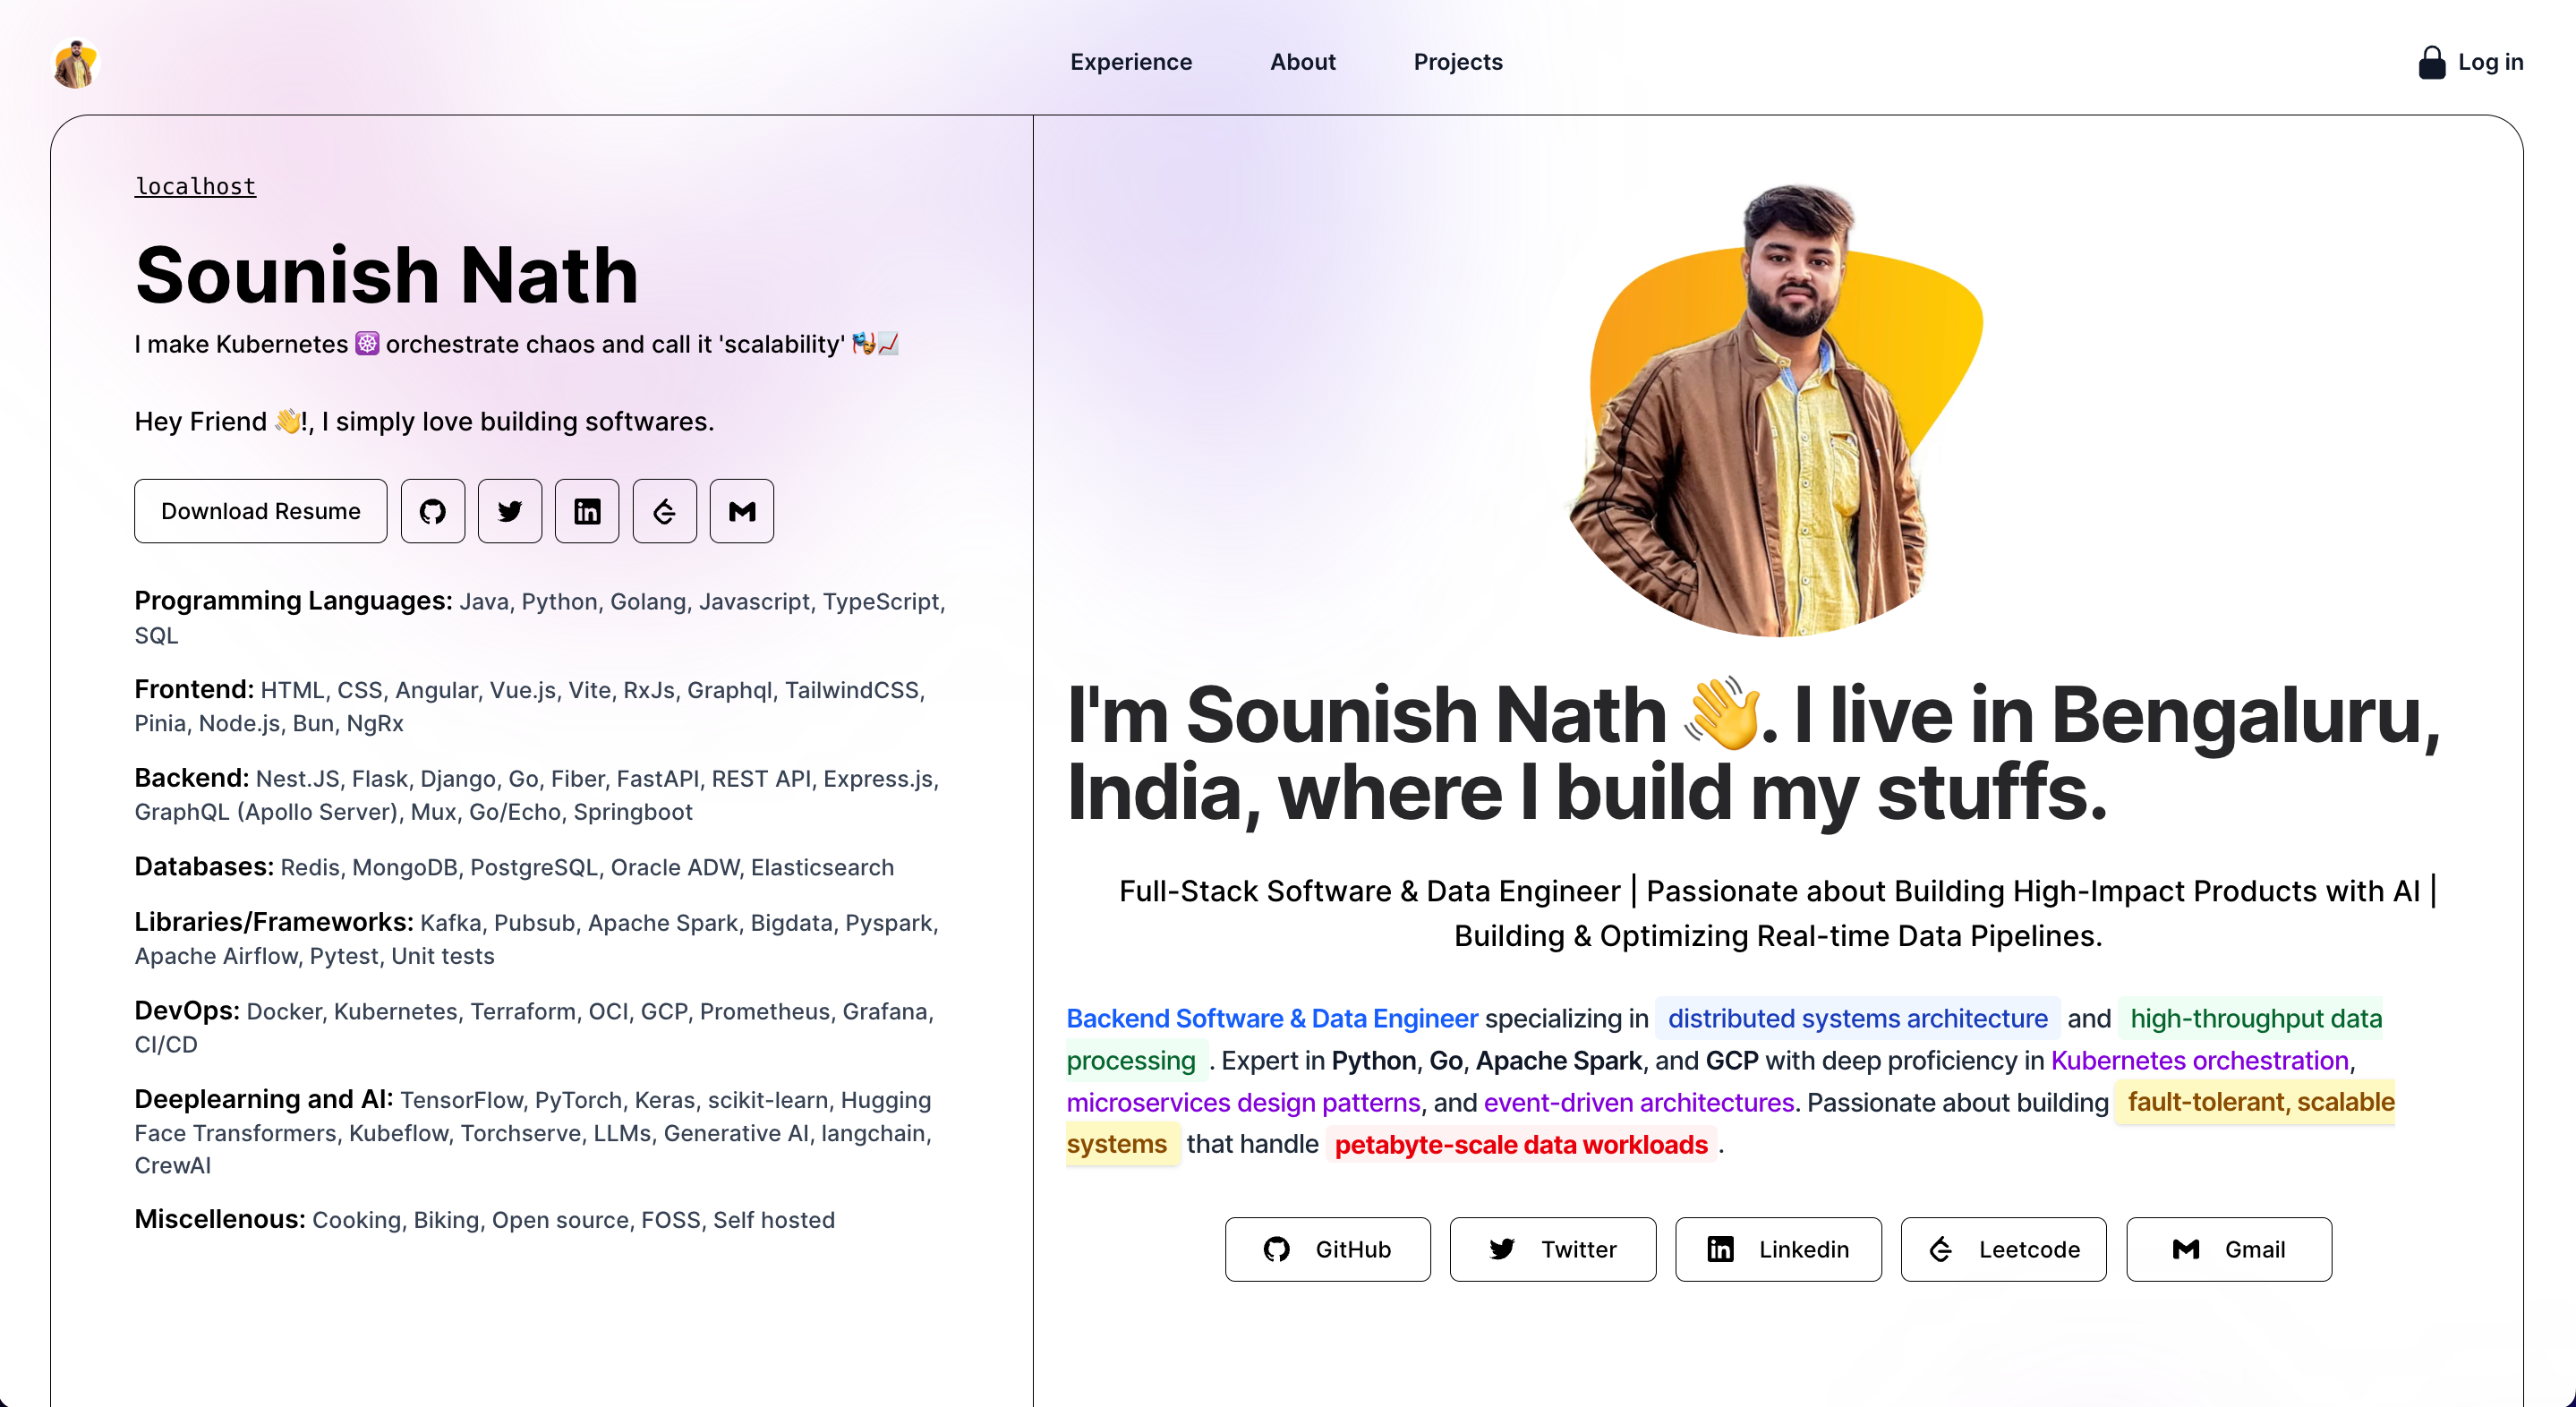 Experience
About
Projects
Log in
localhost
Sounish Nath
I make Kubernetes ☸️ orchestrate chaos and call it 'scalability' 🎭📈
Hey Friend 👋!, I simply love building softwares.
Download Resume
Programming Languages: Java, Python, Golang, Javascript, TypeScript,
SQL
Frontend: HTML, CSS, Angular, Vue.js, Vite, RxJs, Graphql, TailwindCSS,
Pinia, Node.js, Bun, NgRx
Backend: Nest.JS, Flask, Django, Go, Fiber, FastAPI, REST API, Express.js,
GraphQL (Apollo Server), Mux, Go/Echo, Springboot
Databases: Redis, MongoDB, PostgreSQL, Oracle ADW, Elasticsearch
Libraries/Frameworks: Kafka, Pubsub, Apache Spark, Bigdata, Pyspark,
Apache Airflow, Pytest, Unit tests
DevOps: Docker, Kubernetes, Terraform, OCI, GCP, Prometheus, Grafana,
CI/CD
Deeplearning and AI: TensorFlow, PyTorch, Keras, scikit-learn, Hugging
Face Transformers, Kubeflow, Torchserve, LLMs, Generative AI, langchain,
CrewAI
Miscellenous: Cooking, Biking, Open source, FOSS, Self hosted
I'm Sounish Nath 👋. I live in Bengaluru,
India, where I build my stuffs.
Full-Stack Software & Data Engineer | Passionate about Building High-Impact Products with AI |
Building & Optimizing Real-time Data Pipelines.
Backend Software & Data Engineer specializing in distributed systems architecture and high-throughput data
processing . Expert in Python, Go, Apache Spark, and GCP with deep proficiency in Kubernetes orchestration,
microservices design patterns, and event-driven architectures. Passionate about building fault-tolerant, scalable
systems that handle petabyte-scale data workloads .
GitHub
Twitter
Linkedin
Leetcode
Gmail